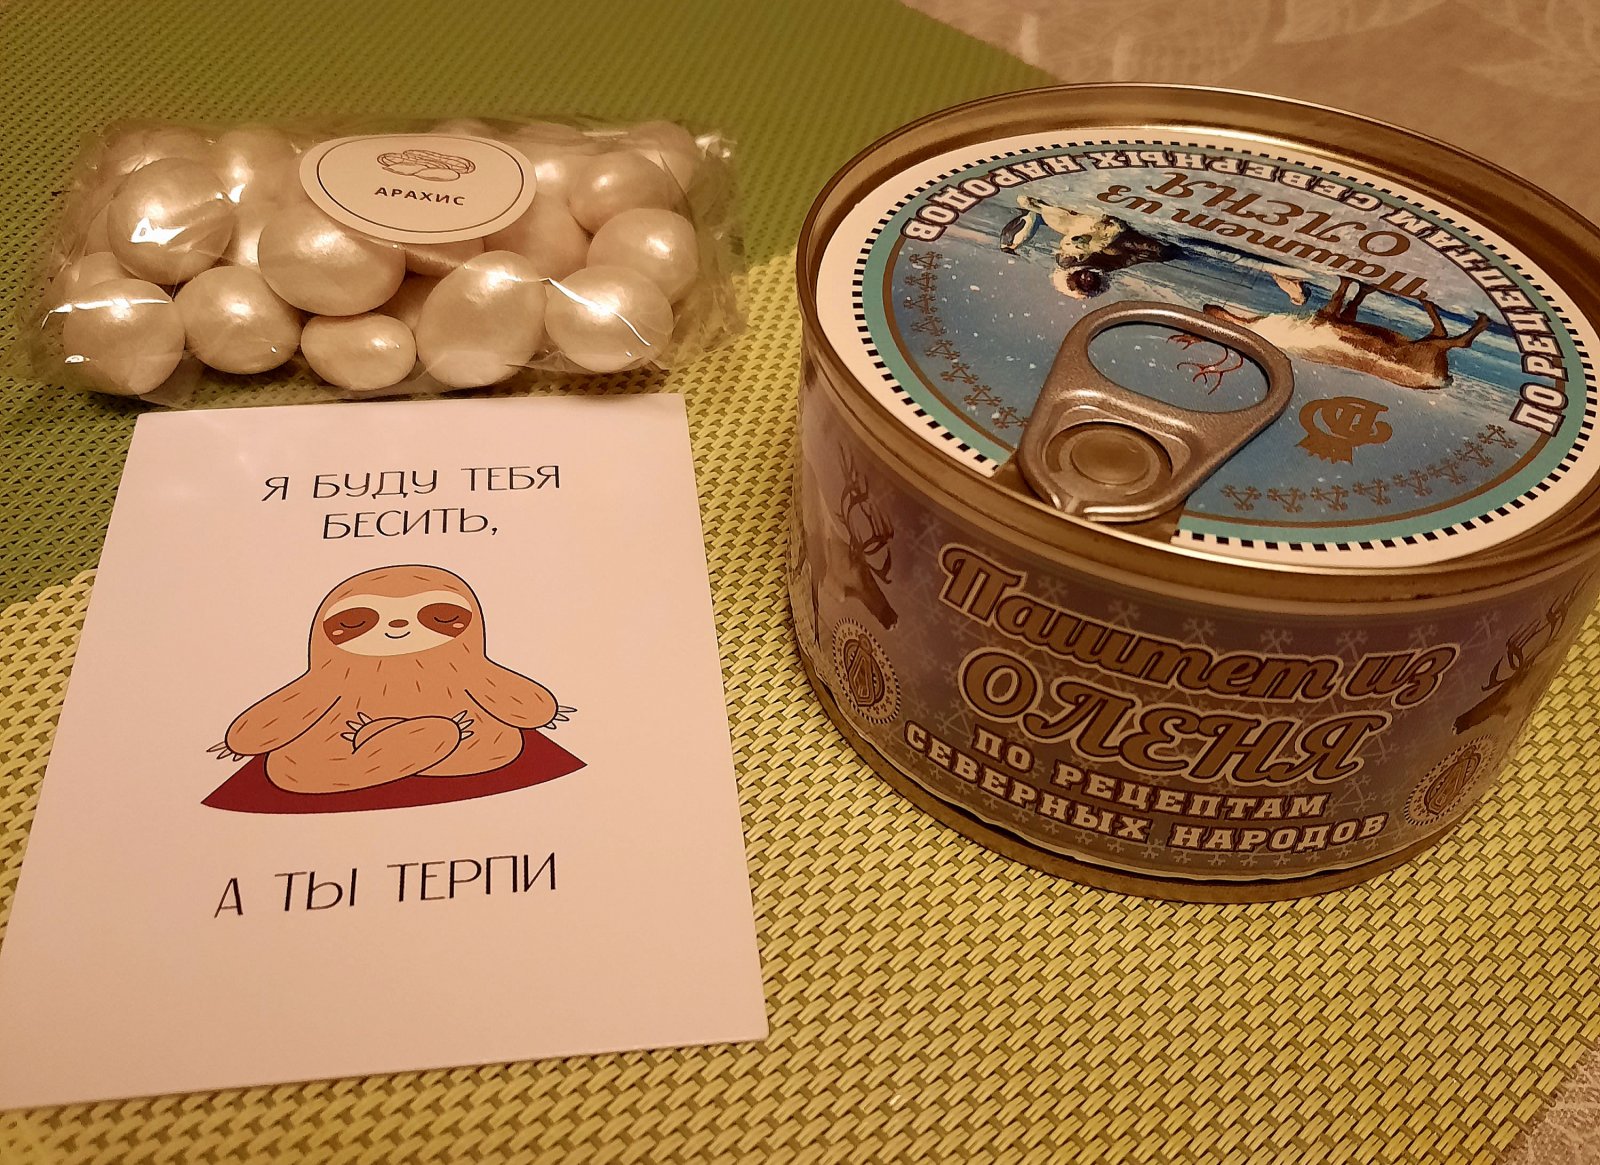 АРАХИС
Я БУДУ ТЕБЯ
БЕСИТЬ,
А ТЫ ТЕРПИ
Паштет из
ОЛЕНЯ
ПО РЕЦЕПТАМ СЕВЕРНЫХ НАРОДОВ
Паштет из
ОЛЕНЯ
ПО РЕЦЕПТАМ
СЕВЕРНЫХ НАРОДОВ